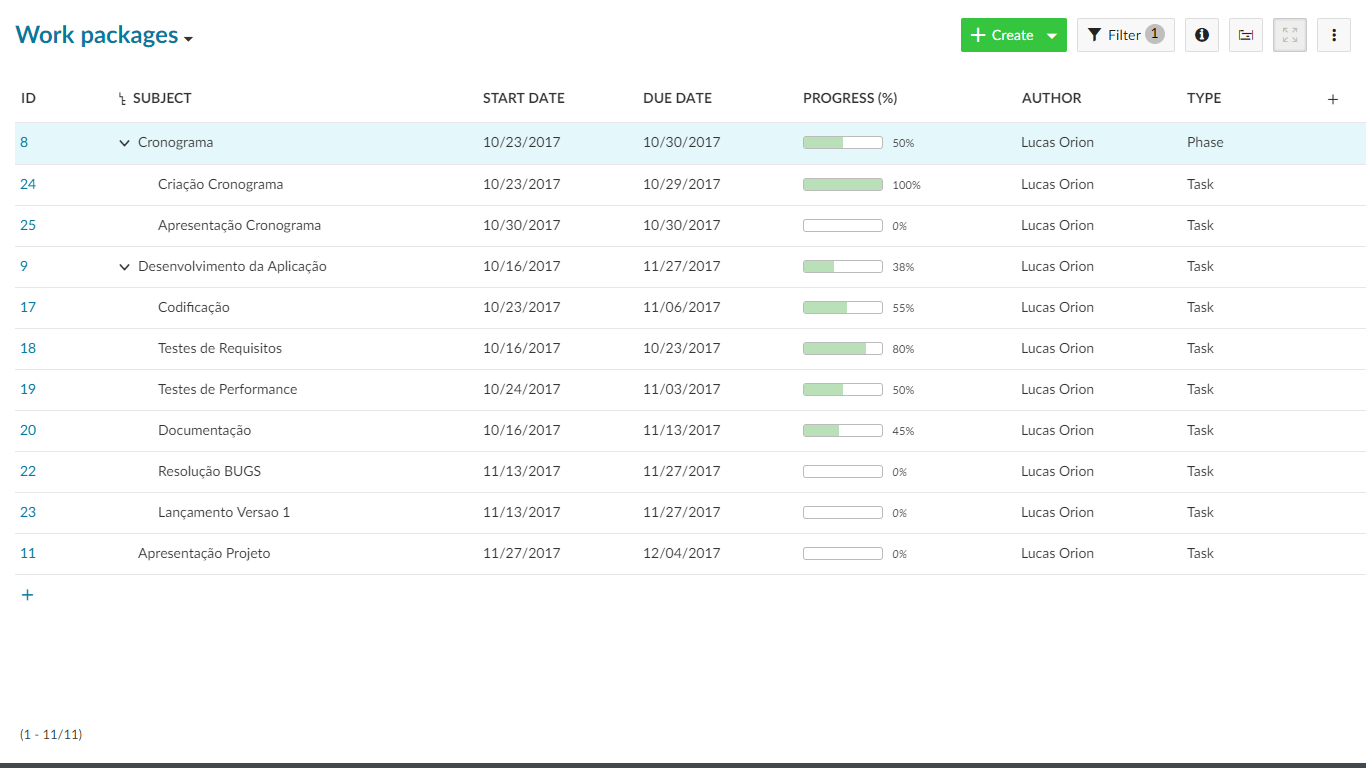 Work packages
Create Filter 1
ID SUBJECT START DATE DUE DATE PROGRESS (%) AUTHOR TYPE +
8 Cronograma 10/23/2017 10/30/2017 50% Lucas Orion Phase
24 Criação Cronograma 10/23/2017 10/29/2017 100% Lucas Orion Task
25 Apresentação Cronograma 10/30/2017 10/30/2017 0% Lucas Orion Task
9 Desenvolvimento da Aplicação 10/16/2017 11/27/2017 38% Lucas Orion Task
17 Codificação 10/23/2017 11/06/2017 55% Lucas Orion Task
18 Testes de Requisitos 10/16/2017 10/23/2017 80% Lucas Orion Task
19 Testes de Performance 10/24/2017 11/03/2017 50% Lucas Orion Task
20 Documentação 10/16/2017 11/13/2017 45% Lucas Orion Task
22 Resolução BUGS 11/13/2017 11/27/2017 0% Lucas Orion Task
23 Lançamento Versao 1 11/13/2017 11/27/2017 0% Lucas Orion Task
11 Apresentação Projeto 11/27/2017 12/04/2017 0% Lucas Orion Task
+
(1 - 11/11)